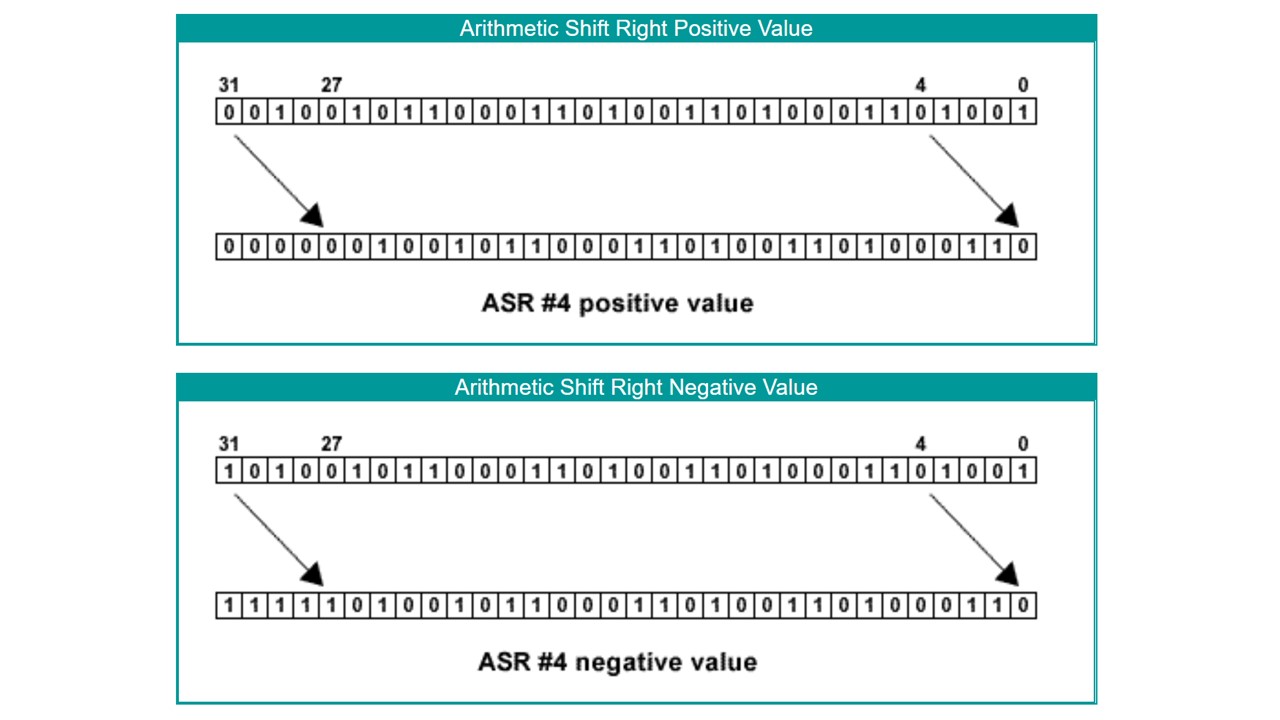 Arithmetic Shift Right Positive Value
31 27 4 0
0 0 1 0 0 1 0 1 1 0 0 0 1 1 0 1 0 0 1 1 0 1 0 0 0 1 1 0 1 0 0 1
0 0 0 0 0 0 1 0 0 1 0 1 1 0 0 0 1 1 0 1 0 0 1 1 0 1 0 0 0 1 1 0
ASR #4 positive value
Arithmetic Shift Right Negative Value
31 27 4 0
1 0 1 0 0 1 0 1 1 0 0 0 1 1 0 1 0 0 1 1 0 1 0 0 0 1 1 0 1 0 0 1
1 1 1 1 1 0 1 0 0 1 0 1 1 0 0 0 1 1 0 1 0 0 1 1 0 1 0 0 0 1 1 0
ASR #4 negative value